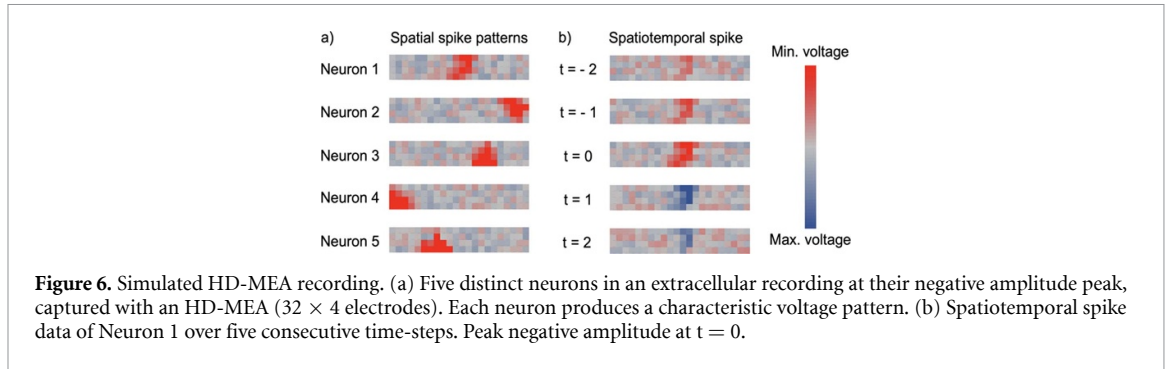 a) Spatial spike patterns b) Spatiotemporal spike
Min. voltage
Neuron 1 t = - 2
Neuron 2 t = - 1
Neuron 3 t = 0
Neuron 4 t = 1
Neuron 5 t = 2
Max. voltage
Figure 6. Simulated HD-MEA recording. (a) Five distinct neurons in an extracellular recording at their negative amplitude peak,
captured with an HD-MEA (32 × 4 electrodes). Each neuron produces a characteristic voltage pattern. (b) Spatiotemporal spike
data of Neuron 1 over five consecutive time-steps. Peak negative amplitude at t = 0.